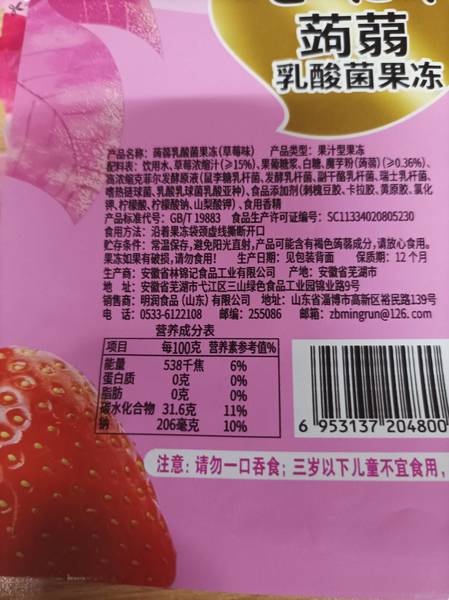 蒟蒻
乳酸菌果冻
产品名称：蒟蒻乳酸菌果冻(草莓味) 产品类型：果汁型果冻
配料表：饮用水、草莓浓缩汁(≥15%)、果葡糖浆、白糖、魔芋粉(蒟蒻)(≥0.36%)、
高浓缩克菲尔发酵原液(鼠李糖乳杆菌、发酵乳杆菌、副干酪乳杆菌、瑞士乳杆菌、
嗜热链球菌、乳酸乳球菌乳酸亚种)、食品添加剂(刺槐豆胶、卡拉胶、黄原胶、氯化
钾、柠檬酸、柠檬酸钠、山梨酸钾)、食用香精
产品标准代号：GB/T 19883 食品生产许可证编号：SC11334020805230
食用方法：沿着果冻袋颈虚线撕断开口
贮存条件：常温保存,避免阳光直射,产品可能含有褐色蒟蒻成分,请放心食用。
果冻如果有破损,请勿食用! 生产日期：见包装背面 保质期：12个月
生产商：安徽省林锦记食品工业有限公司 产地：安徽省芜湖市
地 址：安徽省芜湖市弋江区三山绿色食品工业园锦业路9号
销售商：明润食品(山东)有限公司 地址：山东省淄博市高新区裕民路139号
电 话：0533-6122108 邮编：255086 邮箱：zbmingrun@126.com
营养成分表
项目 每100克 营养素参考值%
能量 538千焦 6%
蛋白质 0克 0%
脂肪 0克 0%
碳水化合物 31.6克 11%
钠 206毫克 10%
6 953137 204800
注意：请勿一口吞食；三岁以下儿童不宜食用，